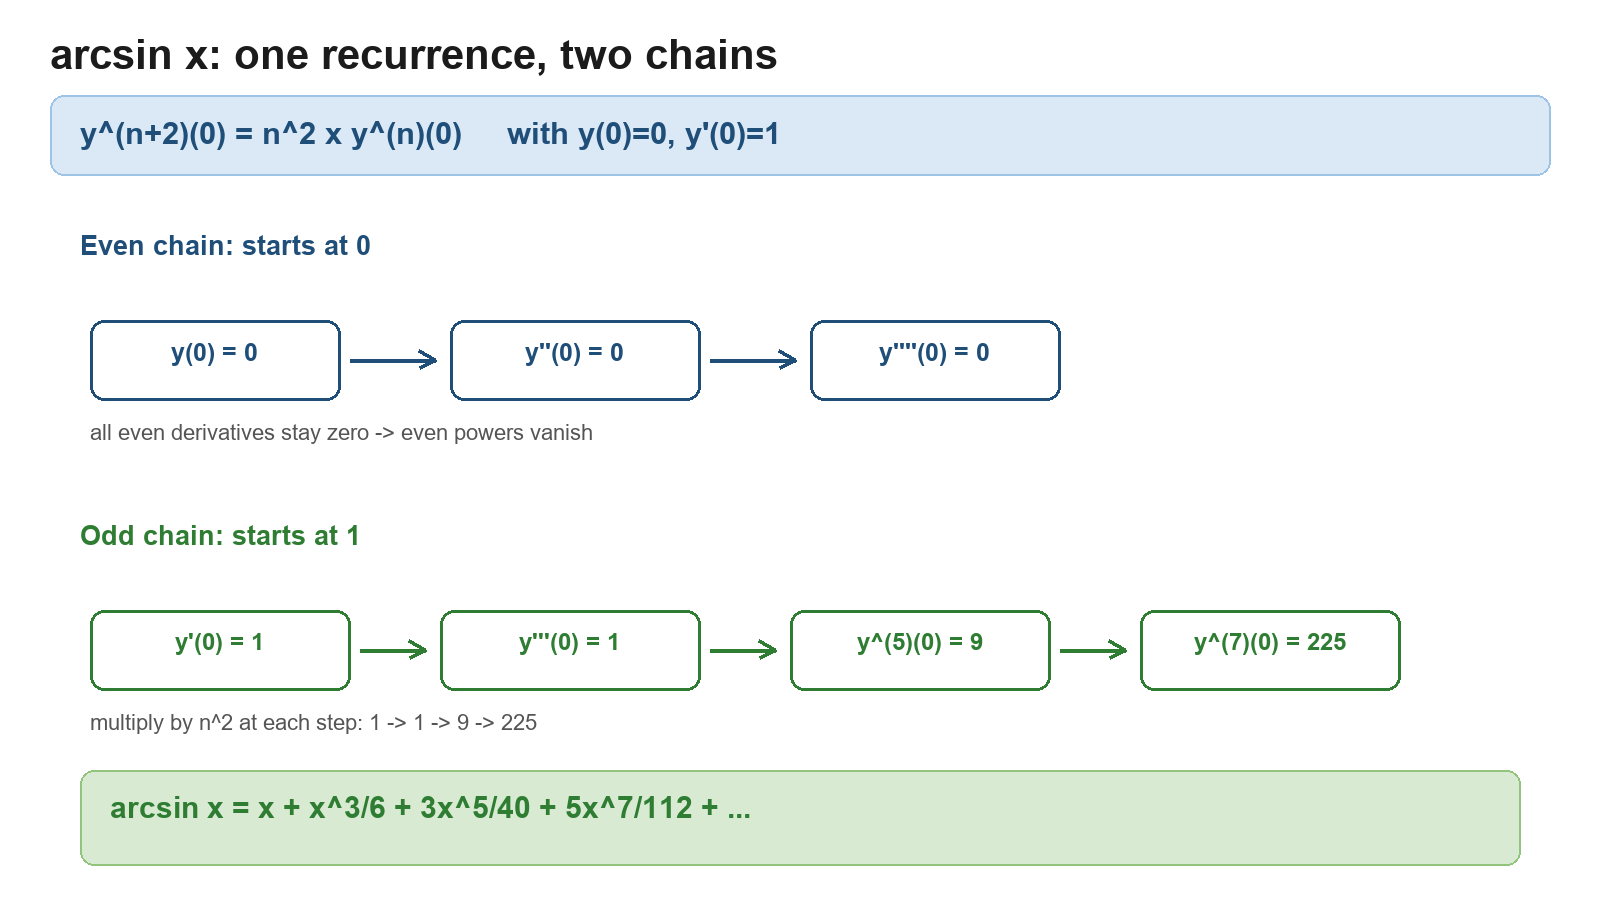 arcsin x: one recurrence, two chains
y^(n+2)(0) = n^2 x y^(n)(0) with y(0)=0, y'(0)=1
Even chain: starts at 0
y(0) = 0
y''(0) = 0
y''''(0) = 0
all even derivatives stay zero -> even powers vanish
Odd chain: starts at 1
y'(0) = 1
y'''(0) = 1
y^(5)(0) = 9
y^(7)(0) = 225
multiply by n^2 at each step: 1 -> 1 -> 9 -> 225
arcsin x = x + x^3/6 + 3x^5/40 + 5x^7/112 + ...